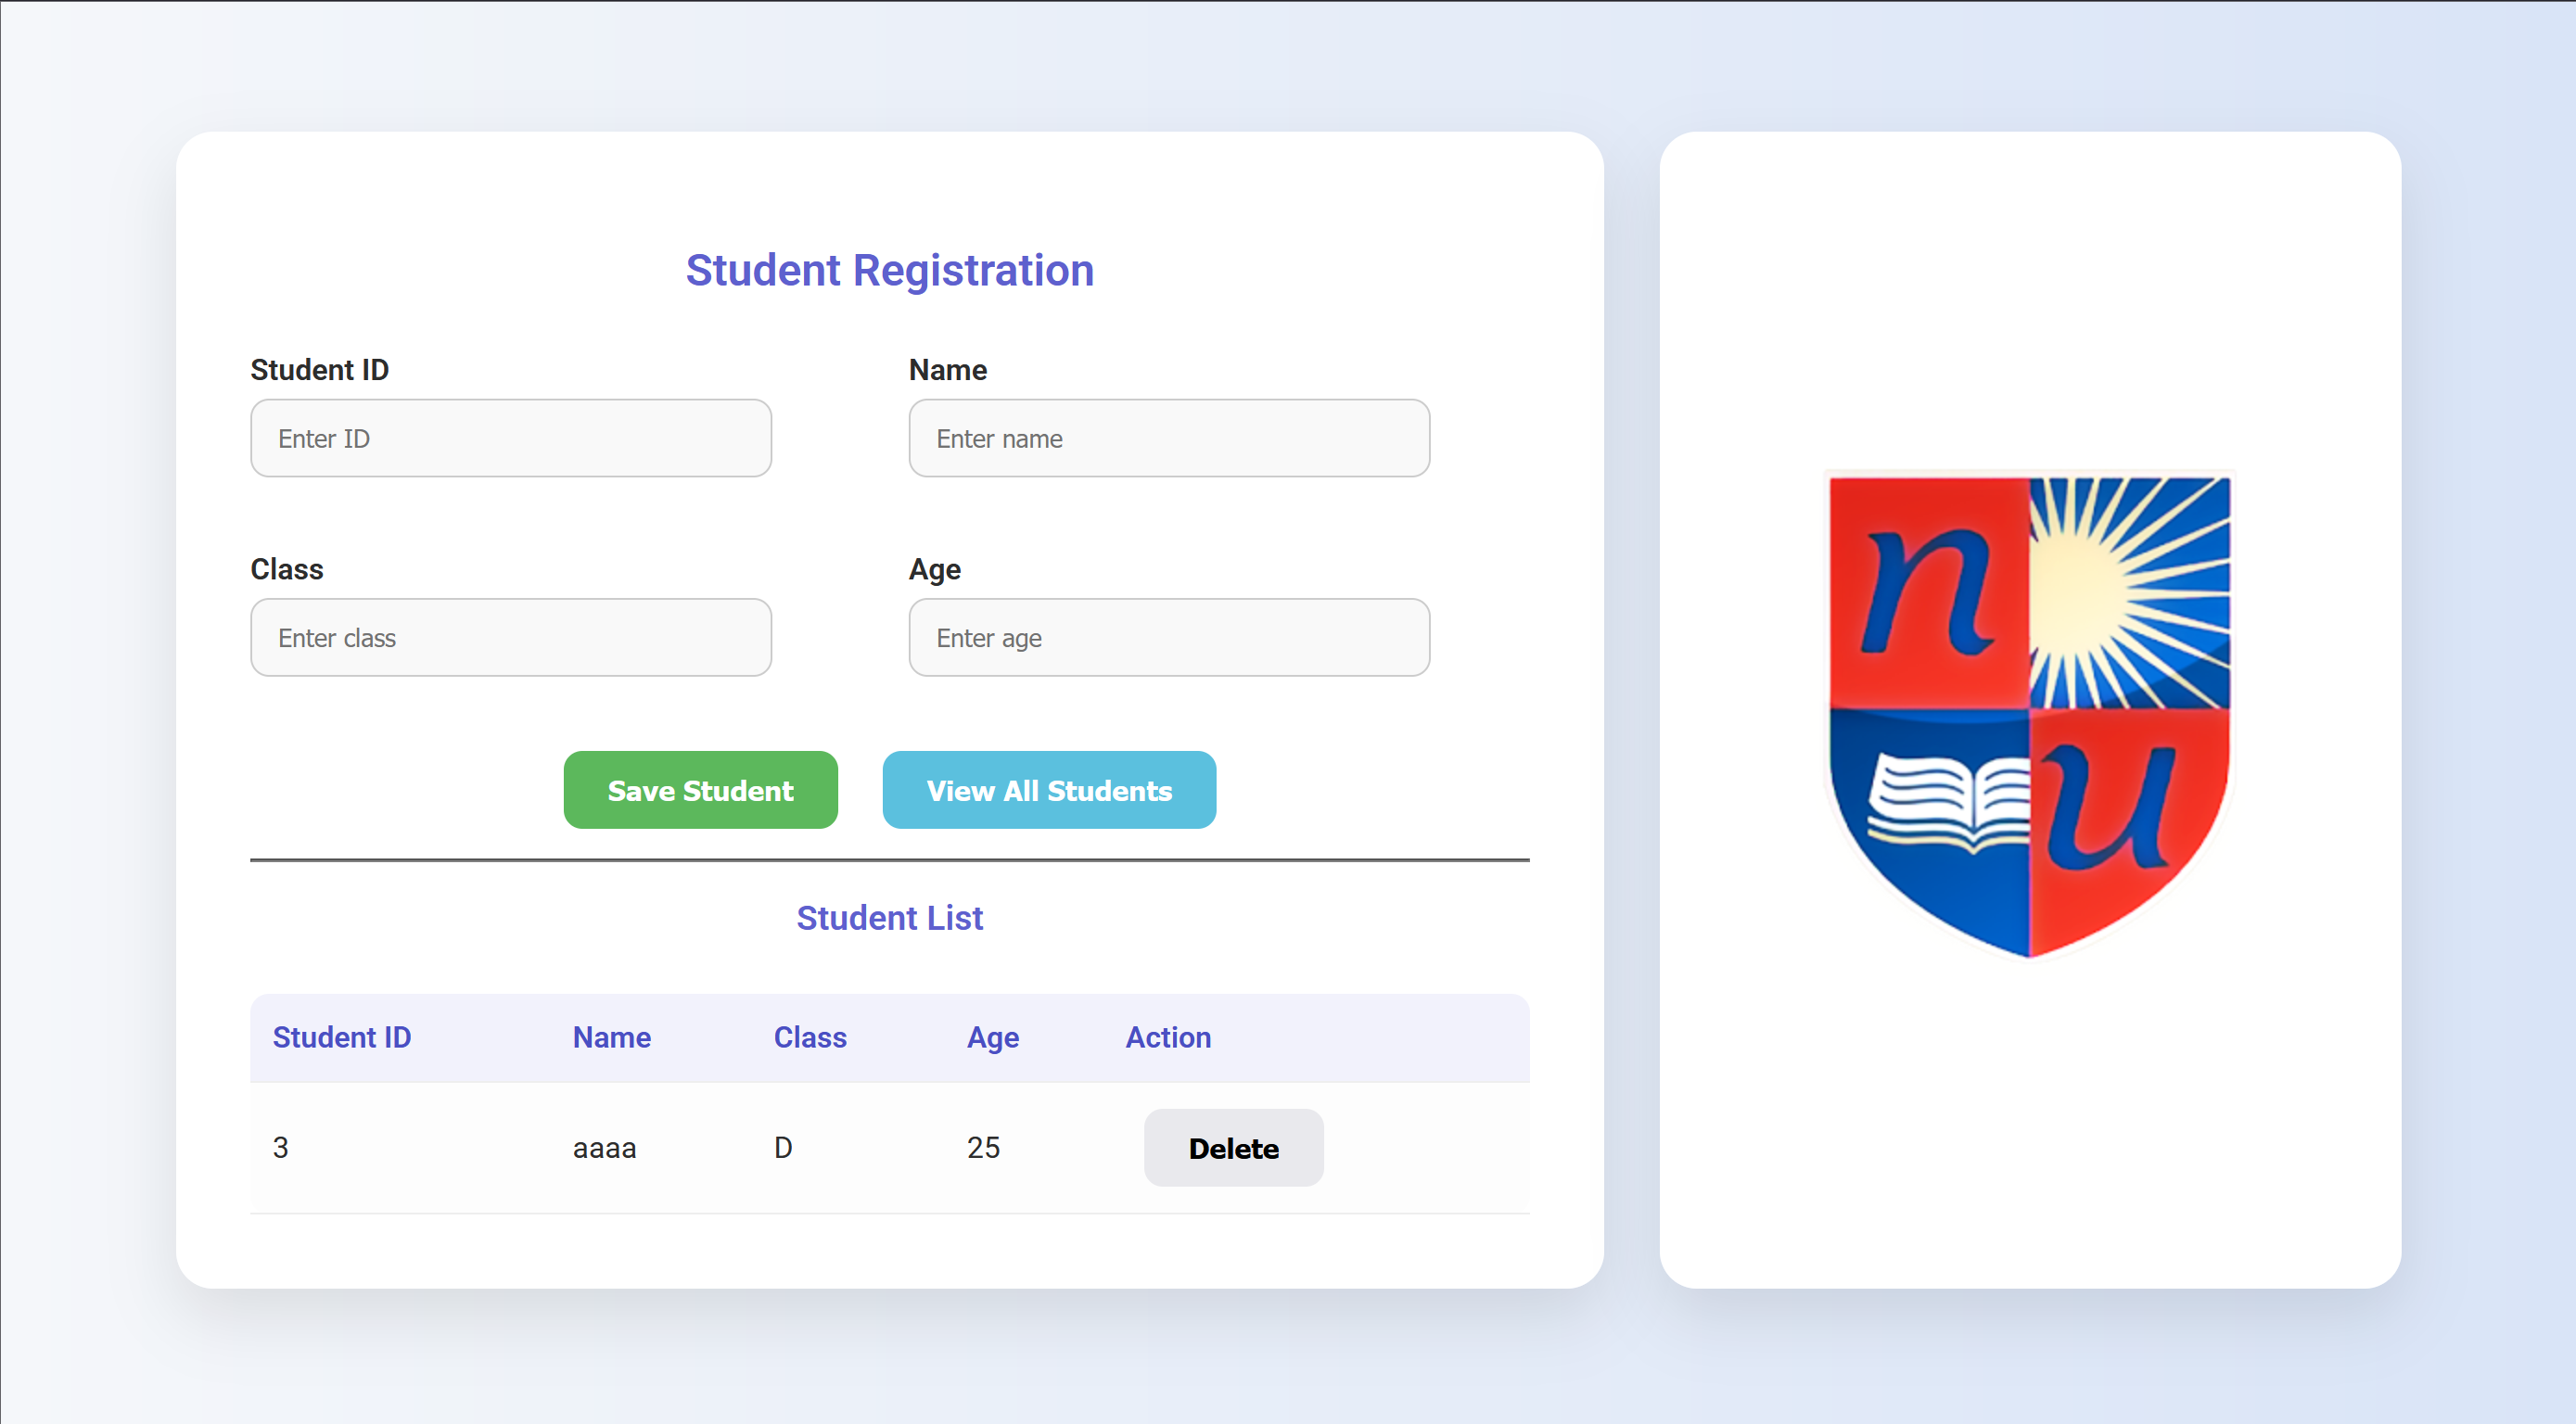 Student Registration
Student ID
Name
Enter ID
Enter name
Class
Age
Enter class
Enter age
Save Student
View All Students
Student List
Student ID Name Class Age Action
3 aaaa D 25 Delete
n
u